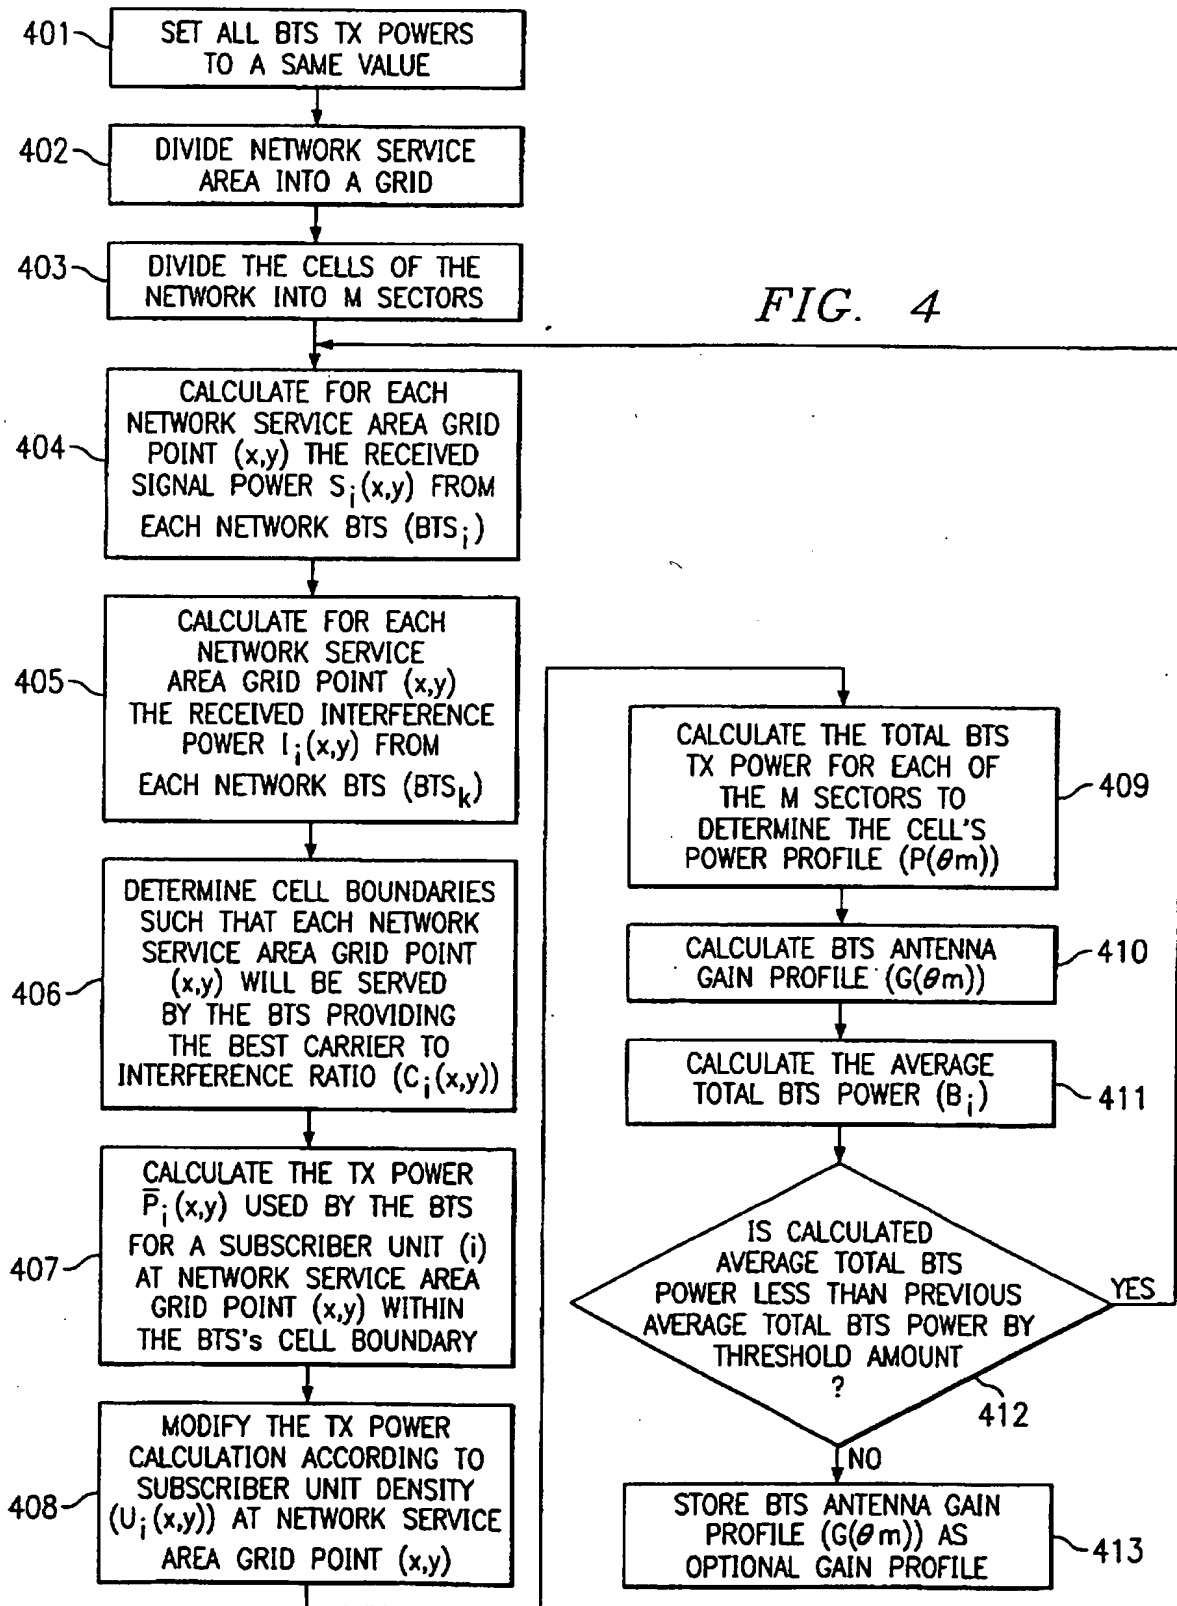 401
SET ALL BTS TX POWERS
TO A SAME VALUE
402
DIVIDE NETWORK SERVICE
AREA INTO A GRID
403
DIVIDE THE CELLS OF THE
NETWORK INTO M SECTORS
FIG. 4
404
CALCULATE FOR EACH
NETWORK SERVICE AREA GRID
POINT (x,y) THE RECEIVED
SIGNAL POWER Si(x,y) FROM
EACH NETWORK BTS (BTSi)
405
CALCULATE FOR EACH
NETWORK SERVICE
AREA GRID POINT (x,y)
THE RECEIVED INTERFERENCE
POWER Ii(x,y) FROM
EACH NETWORK BTS (BTSk)
406
DETERMINE CELL BOUNDARIES
SUCH THAT EACH NETWORK
SERVICE AREA GRID POINT
(x,y) WILL BE SERVED
BY THE BTS PROVIDING
THE BEST CARRIER TO
INTERFERENCE RATIO (Ci(x,y))
407
CALCULATE THE TX POWER
P̅i(x,y) USED BY THE BTS
FOR A SUBSCRIBER UNIT (i)
AT NETWORK SERVICE AREA
GRID POINT (x,y) WITHIN
THE BTS's CELL BOUNDARY
408
MODIFY THE TX POWER
CALCULATION ACCORDING TO
SUBSCRIBER UNIT DENSITY
(Ui(x,y)) AT NETWORK SERVICE
AREA GRID POINT (x,y)
CALCULATE THE TOTAL BTS
TX POWER FOR EACH OF
THE M SECTORS TO
DETERMINE THE CELL'S
POWER PROFILE (P(θm))
409
CALCULATE BTS ANTENNA
GAIN PROFILE (G(θm))
410
CALCULATE THE AVERAGE
TOTAL BTS POWER (Bi)
411
IS CALCULATED
AVERAGE TOTAL BTS
POWER LESS THAN PREVIOUS
AVERAGE TOTAL BTS POWER BY
THRESHOLD AMOUNT
?
YES
412
NO
STORE BTS ANTENNA GAIN
PROFILE (G(θm)) AS
OPTIONAL GAIN PROFILE
413